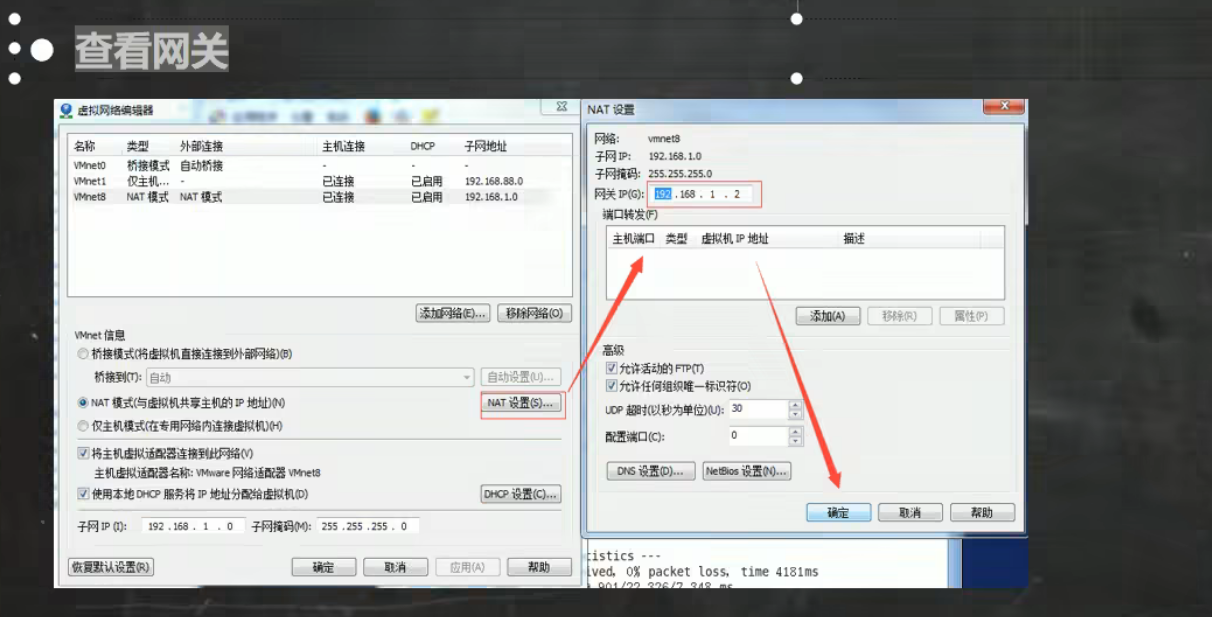 查看网关
虚拟网络编辑器
名称 类型 外部连接 主机连接 DHCP 子网地址
VMnet0 桥接模式 自动桥接 - - -
VMnet1 仅主机... - 已连接 已启用 192.168.88.0
VMnet8 NAT 模式 NAT 模式 已连接 已启用 192.168.1.0
添加网络(E)... 移除网络(O)
VMnet 信息
桥接模式(将虚拟机直接连接到外部网络)(B)
桥接到(T): 自动 自动设置(U)...
NAT 模式(与虚拟机共享主机的 IP 地址)(N) NAT 设置(S)...
仅主机模式(在专用网络内连接虚拟机)(H)
将主机虚拟适配器连接到此网络(V)
主机虚拟适配器名称: VMware 网络适配器 VMnet8
使用本地 DHCP 服务将 IP 地址分配给虚拟机(D) DHCP 设置(C)...
子网 IP (I): 192 . 168 . 1 . 0 子网掩码(M): 255 . 255 . 255 . 0
恢复默认设置(R) 确定 取消 应用(A) 帮助
NAT 设置
网络: vmnet8
子网 IP: 192.168.1.0
子网掩码: 255.255.255.0
网关 IP(G): 192 . 168 . 1 . 2
端口转发(F)
主机端口 类型 虚拟机 IP 地址 描述
添加(A) 移除(R) 属性(P)
高级
允许活动的 FTP(T)
允许任何组织唯一标识符(O)
UDP 超时(以秒为单位)(U): 30
配置端口(C): 0
DNS 设置(D)... NetBios 设置(N)...
确定 取消 帮助
tistics ---
ived, 0% packet loss, time 4181ms